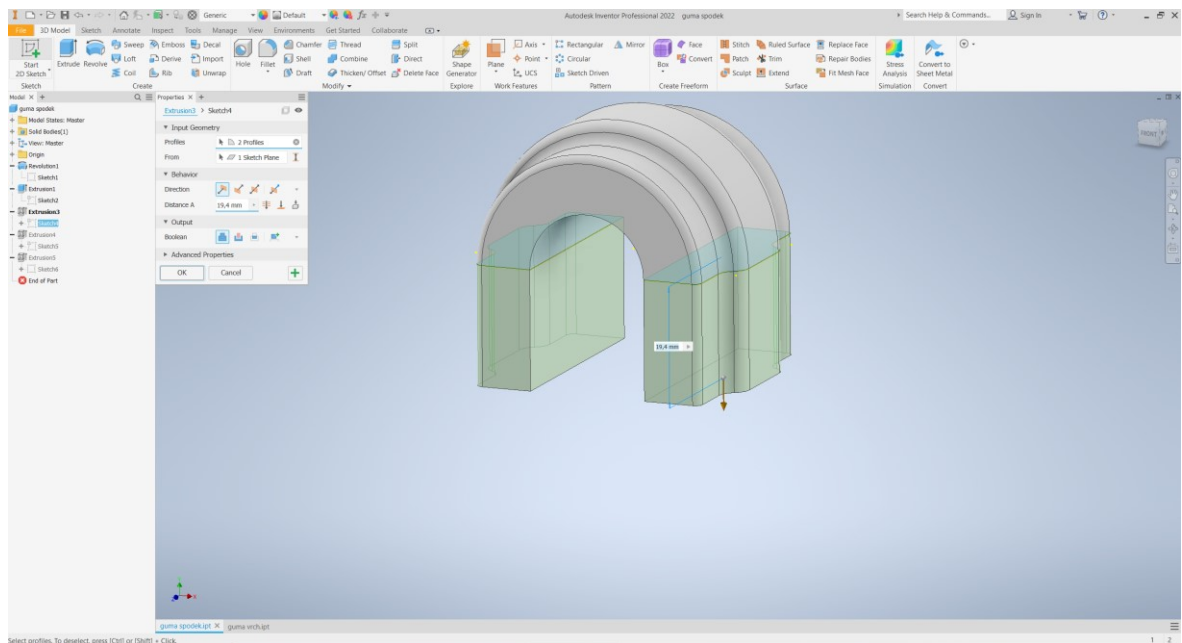 Generic
Default
Autodesk Inventor Professional 2022 guma spodek
Search Help & Commands...
Sign In
File 3D Model Sketch Annotate Inspect Tools Manage View Environments Get Started Collaborate
Start
2D Sketch
Extrude Revolve
Sweep Emboss Decal
Loft Derive Import
Coil Rib Unwrap
Hole Fillet
Chamfer Thread Split
Shell Combine Direct
Draft Thicken/ Offset Delete Face
Shape
Generator
Plane
Axis
Point
UCS
Rectangular Mirror
Circular
Sketch Driven
Box
Face
Convert
Stitch Ruled Surface Replace Face
Patch Trim Repair Bodies
Sculpt Extend Fit Mesh Face
Stress
Analysis
Convert to
Sheet Metal
Sketch Create Modify Explore Work Features Pattern Create Freeform Surface Simulation Convert
Model
guma spodek
Model States: Master
Solid Bodies(1)
View: Master
Origin
Revolution1
Sketch1
Extrusion1
Sketch2
Extrusion3
Sketch4
Extrusion4
Sketch5
Extrusion5
Sketch6
End of Part
Properties
Extrusion3 > Sketch4
Input Geometry
Profiles 2 Profiles
From 1 Sketch Plane
Behavior
Direction
Distance A 19,4 mm
Output
Boolean
Advanced Properties
OK Cancel
FRONT
19,4 mm
guma spodek.ipt guma vrch.ipt
Select profiles. To deselect, press [Ctrl] or [Shift] + Click.
1 2